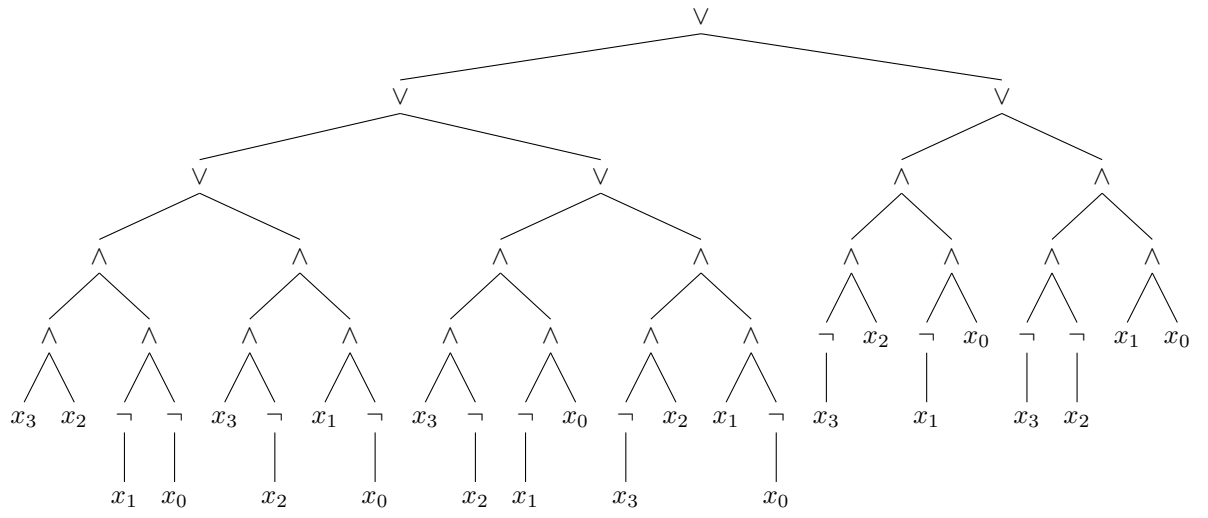 ∨
∨ ∨
∨ ∨ ∧ ∧
∧ ∧ ∧ ∧ ∧ ∧ ∧ ∧
∧ ∧ ∧ ∧ ∧ ∧ ∧ ∧ ¬ x₂ ¬ x₀ ¬ ¬ x₁ x₀
x₃ x₂ ¬ ¬ x₃ ¬ x₁ ¬ x₃ ¬ ¬ x₀ ¬ x₂ x₁ ¬ x₃ x₁ x₃ x₂
x₁ x₀ x₂ x₀ x₂ x₁ x₃ x₀